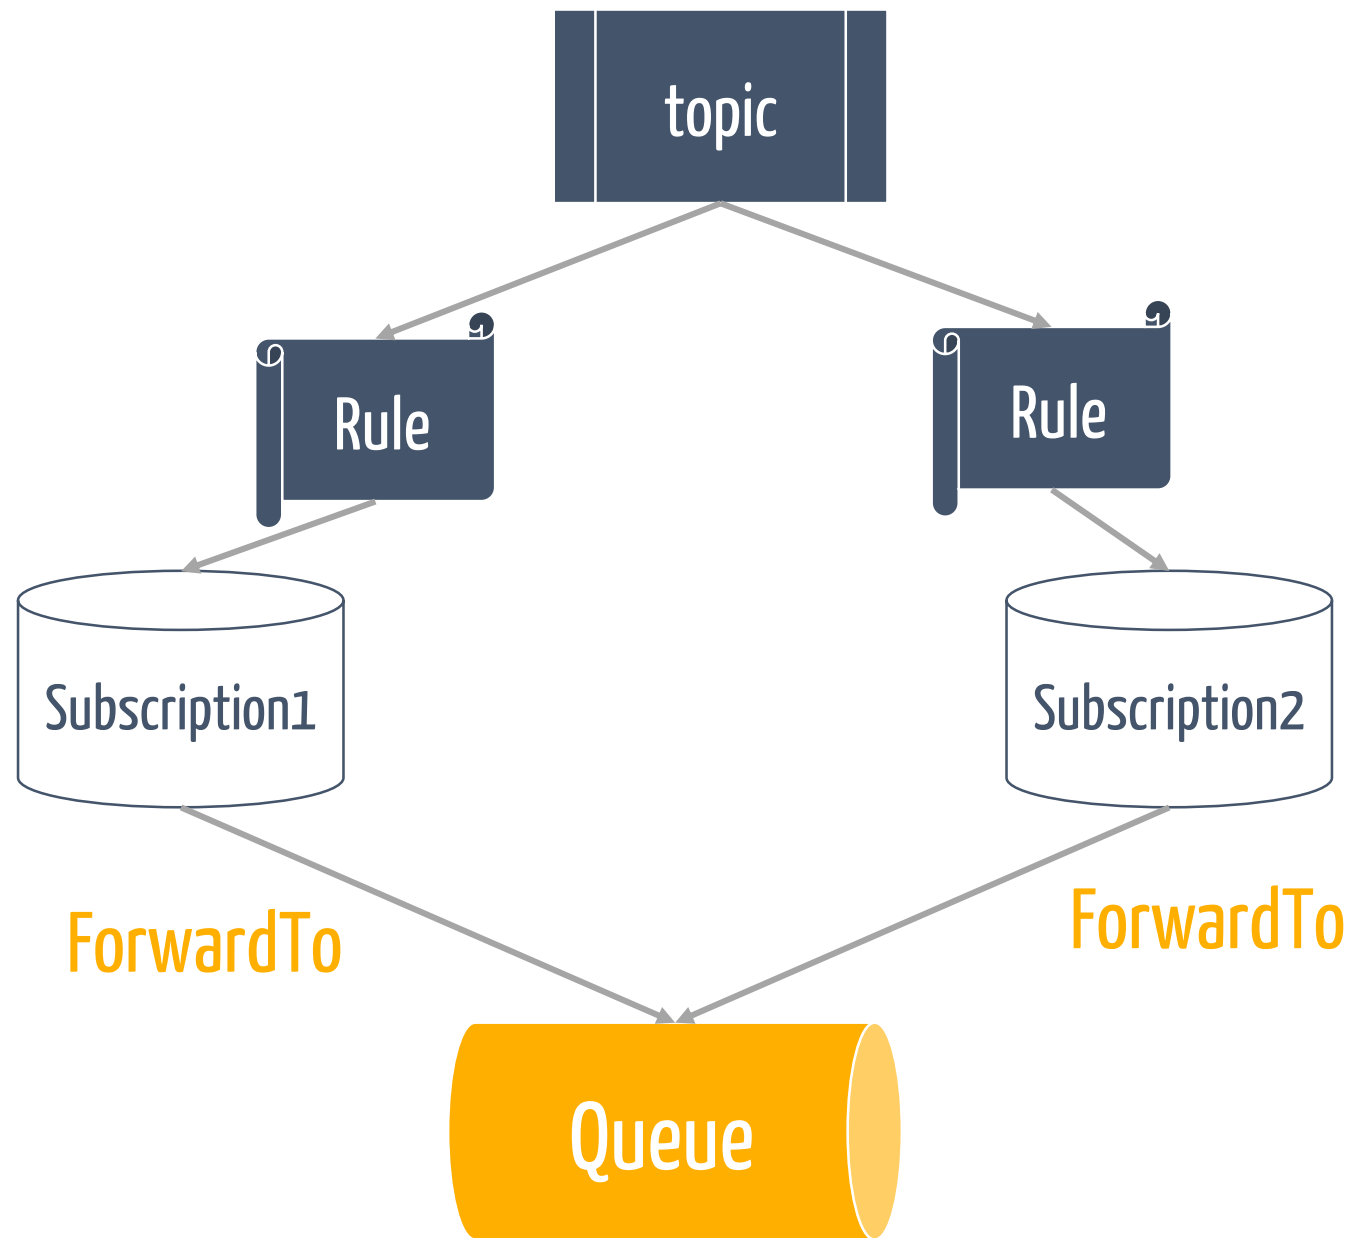 topic
Rule
Rule
Subscription1
Subscription2
ForwardTo
ForwardTo
Queue